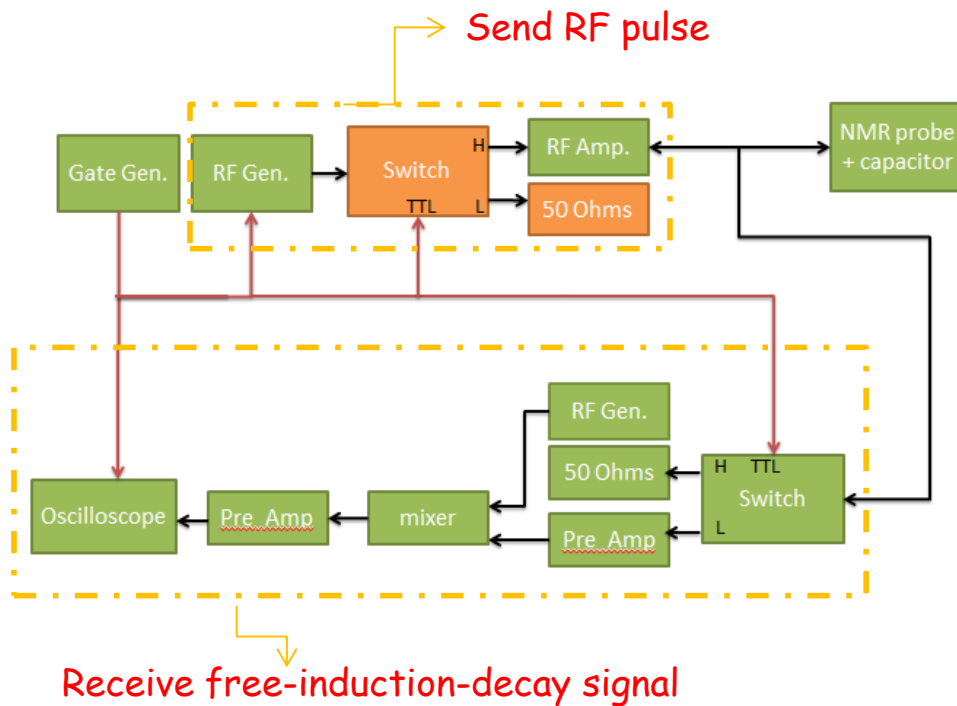 Send RF pulse
Gate Gen.
RF Gen.
Switch
H
L
TTL
RF Amp.
50 Ohms
NMR probe
+ capacitor
RF Gen.
50 Ohms
Pre_Amp
H TTL
Switch
L
mixer
Pre_Amp
Oscilloscope
Receive free-induction-decay signal